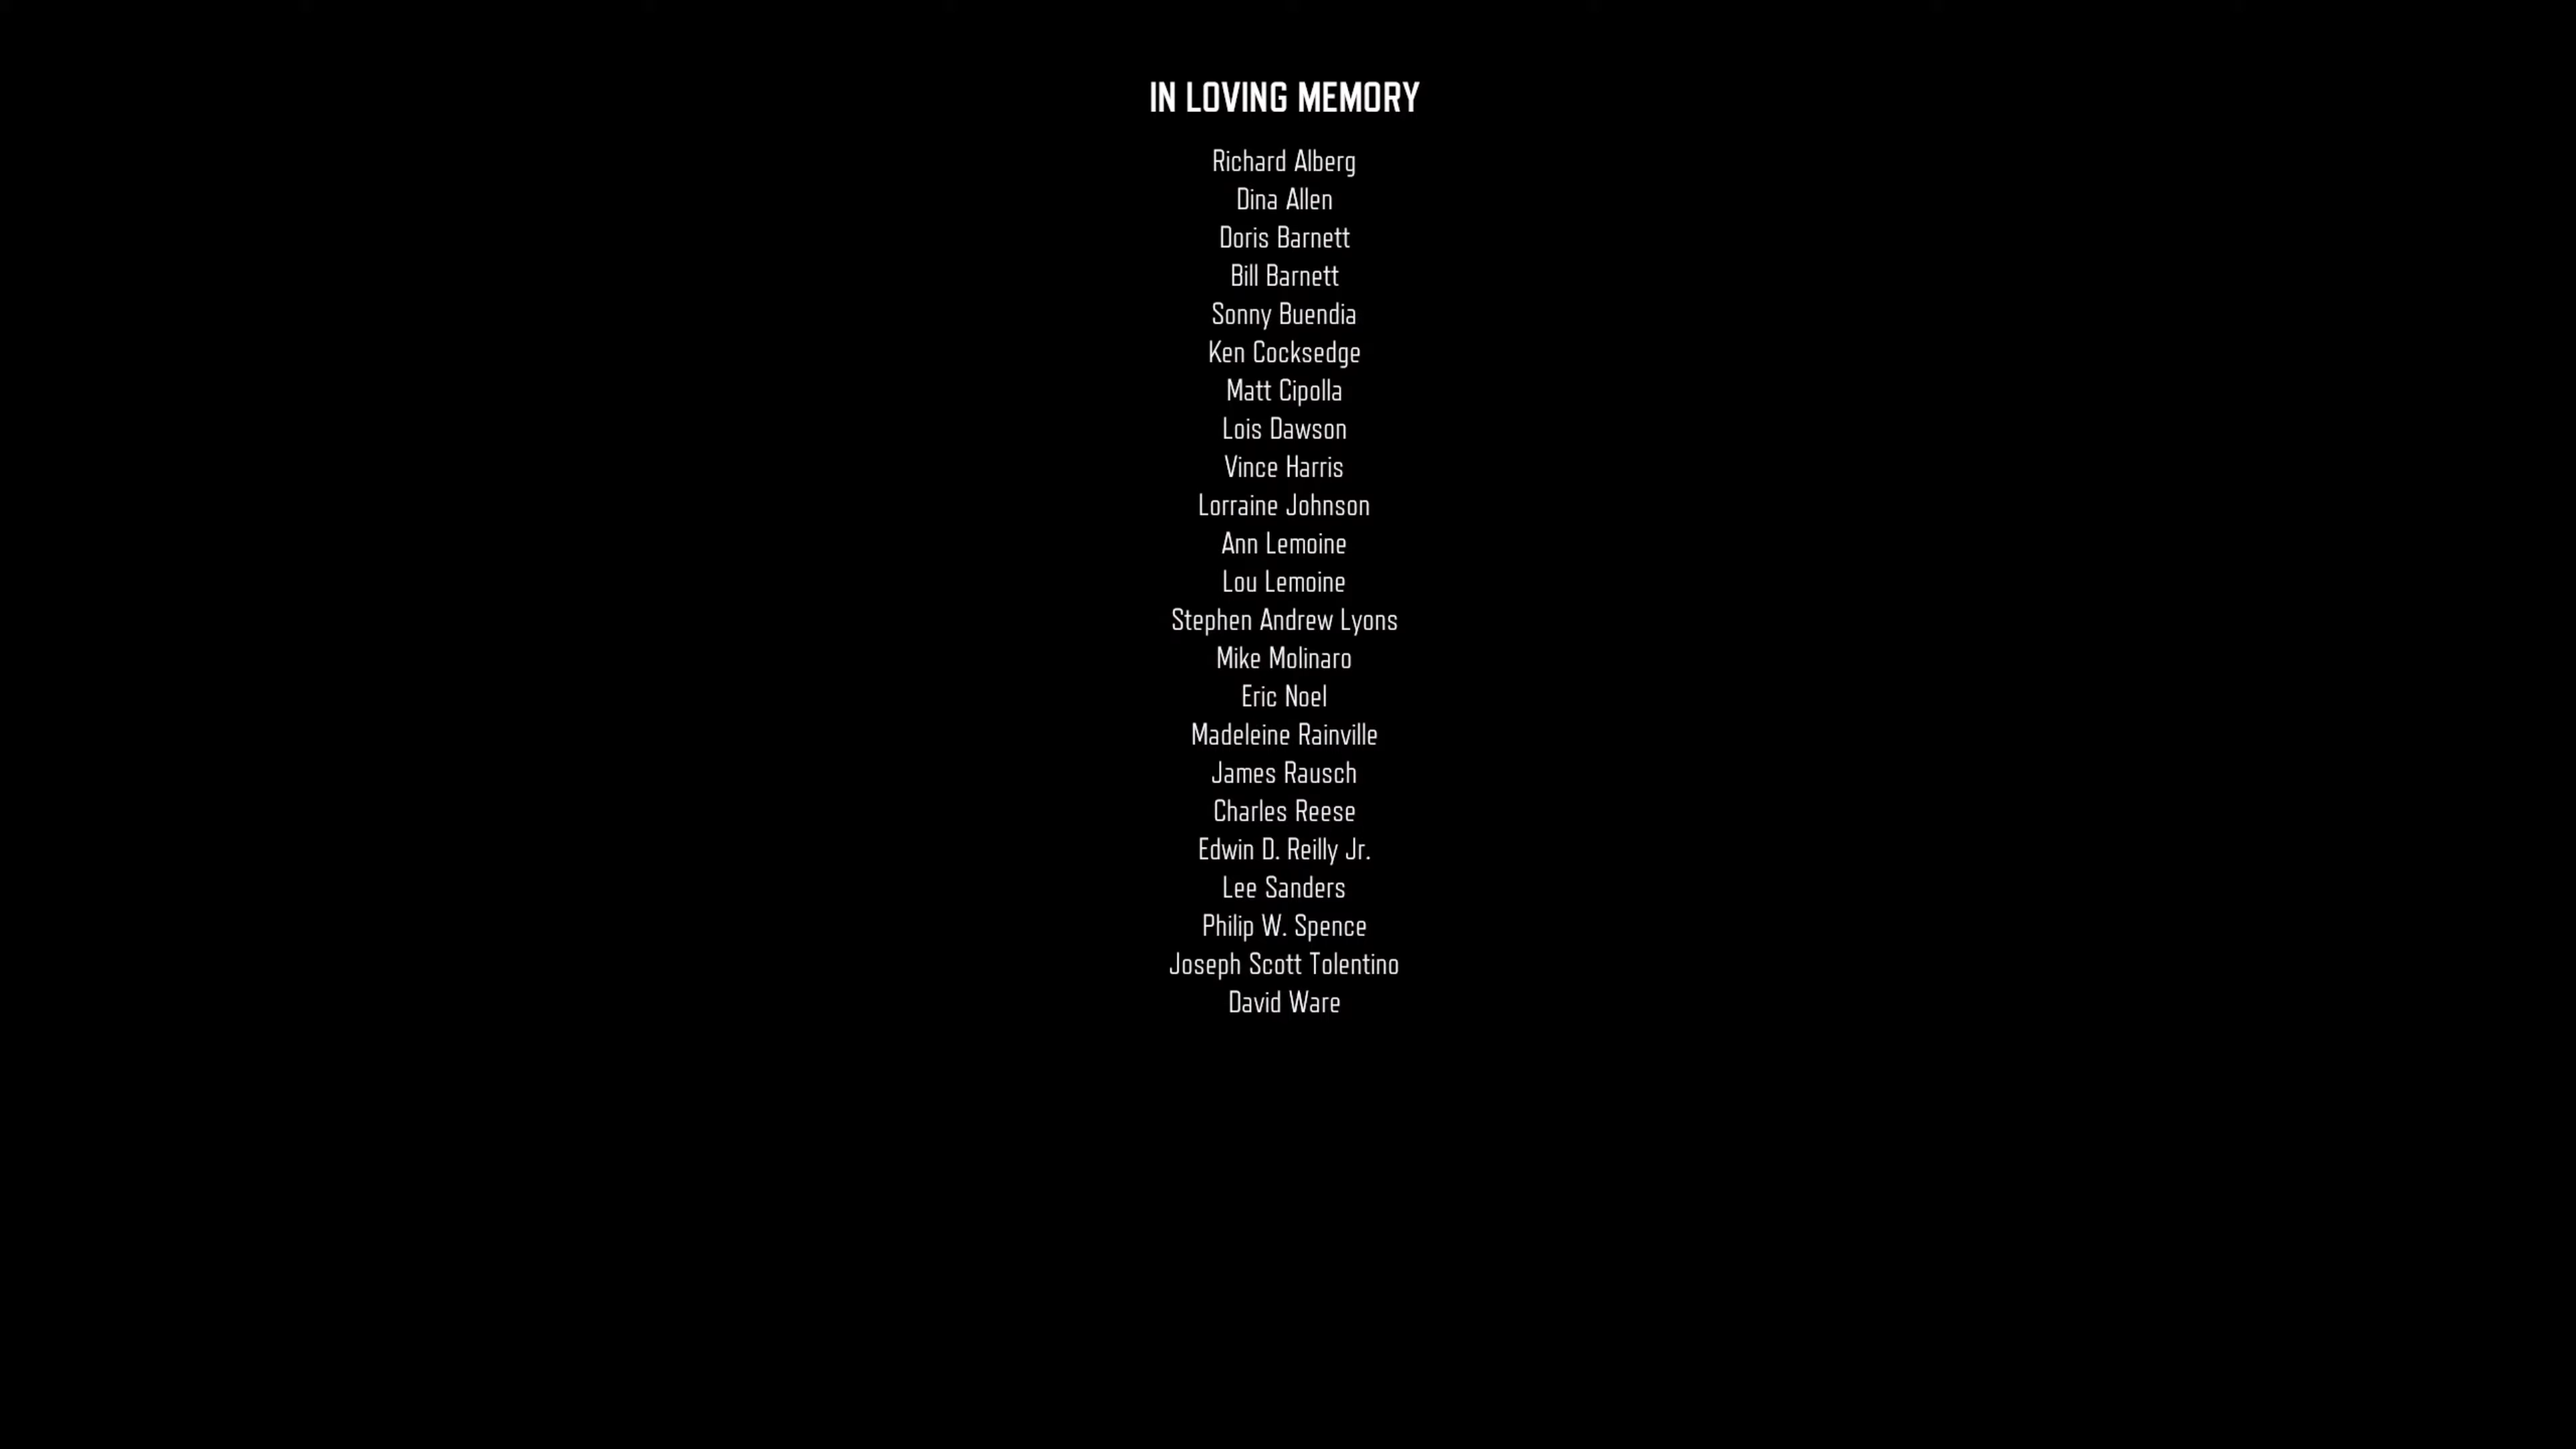 IN LOVING MEMORY
Richard Alberg
Dina Allen
Doris Barnett
Bill Barnett
Sonny Buendia
Ken Cocksedge
Matt Cipolla
Lois Dawson
Vince Harris
Lorraine Johnson
Ann Lemoine
Lou Lemoine
Stephen Andrew Lyons
Mike Molinaro
Eric Noel
Madeleine Rainville
James Rausch
Charles Reese
Edwin D. Reilly Jr.
Lee Sanders
Philip W. Spence
Joseph Scott Tolentino
David Ware